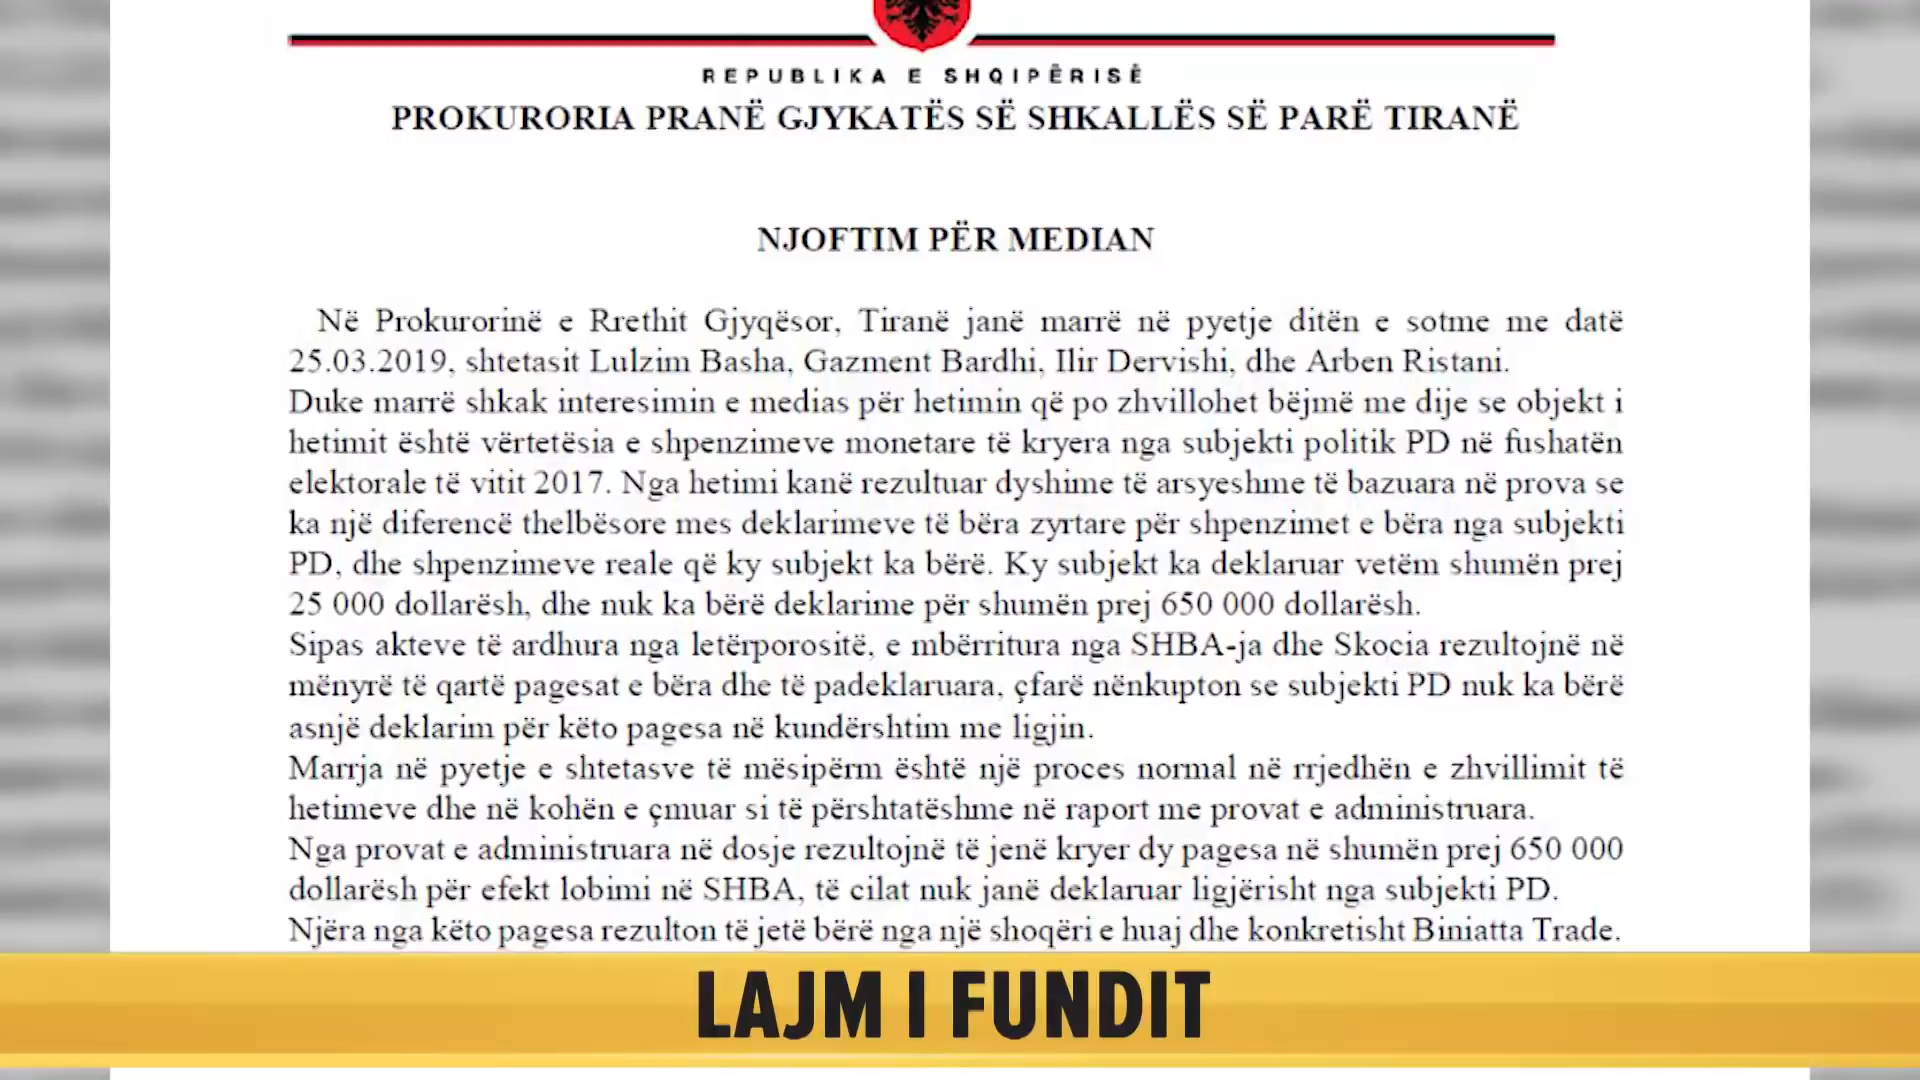 REPUBLIKA E SHQIPËRISË
PROKURORIA PRANË GJYKATËS SË SHKALLËS SË PARË TIRANË
NJOFTIM PËR MEDIAN
Në Prokurorinë e Rrethit Gjyqësor, Tiranë janë marrë në pyetje ditën e sotme me datë
25.03.2019, shtetasit Lulzim Basha, Gazment Bardhi, Ilir Dervishi, dhe Arben Ristani.
Duke marrë shkak interesimin e medias për hetimin që po zhvillohet bëjmë me dije se objekt i
hetimit është vërtetësia e shpenzimeve monetare të kryera nga subjekti politik PD në fushatën
elektorale të vitit 2017. Nga hetimi kanë rezultuar dyshime të arsyeshme të bazuara në prova se
ka një diferencë thelbësore mes deklarimeve të bëra zyrtare për shpenzimet e bëra nga subjekti
PD, dhe shpenzimeve reale që ky subjekt ka bërë. Ky subjekt ka deklaruar vetëm shumën prej
25 000 dollarësh, dhe nuk ka bërë deklarime për shumën prej 650 000 dollarësh.
Sipas akteve të ardhura nga letërporositë, e mbërritura nga SHBA-ja dhe Skocia rezultojnë në
mënyrë të qartë pagesat e bëra dhe të padeklaruara, çfarë nënkupton se subjekti PD nuk ka bërë
asnjë deklarim për këto pagesa në kundërshtim me ligjin.
Marrja në pyetje e shtetasve të mësipërm është një proces normal në rrjedhën e zhvillimit të
hetimeve dhe në kohën e çmuar si të përshtatëshme në raport me provat e administruara.
Nga provat e administruara në dosje rezultojnë të jenë kryer dy pagesa në shumën prej 650 000
dollarësh për efekt lobimi në SHBA, të cilat nuk janë deklaruar ligjërisht nga subjekti PD.
Njëra nga këto pagesa rezulton të jetë bërë nga një shoqëri e huaj dhe konkretisht Biniatta Trade.
LAJM I FUNDIT